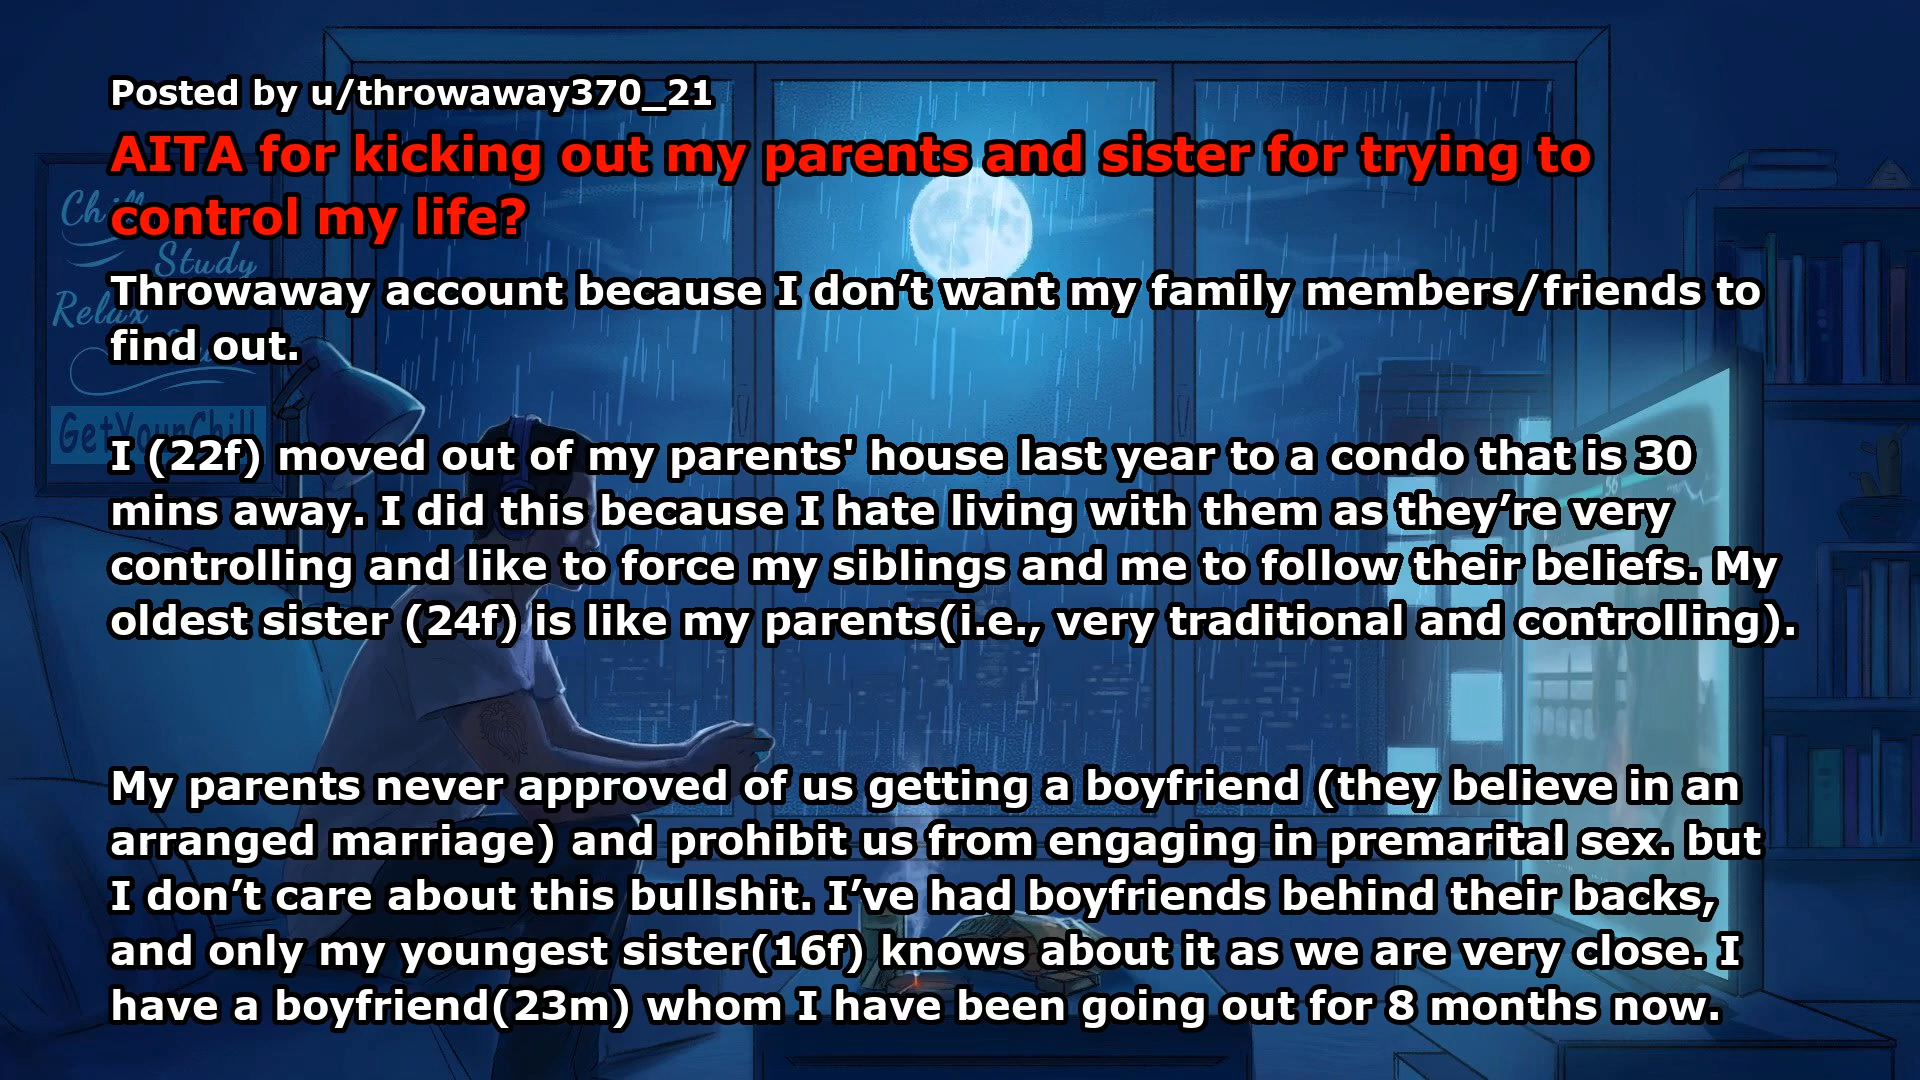 Posted by u/throwaway370_21
AITA for kicking out my parents and sister for trying to
control my life?
Throwaway account because I don’t want my family members/friends to
find out.
I (22f) moved out of my parents' house last year to a condo that is 30
mins away. I did this because I hate living with them as they’re very
controlling and like to force my siblings and me to follow their beliefs. My
oldest sister (24f) is like my parents(i.e., very traditional and controlling).
My parents never approved of us getting a boyfriend (they believe in an
arranged marriage) and prohibit us from engaging in premarital sex. but
I don’t care about this bullshit. I’ve had boyfriends behind their backs,
and only my youngest sister(16f) knows about it as we are very close. I
have a boyfriend(23m) whom I have been going out for 8 months now.
Chill
Study
Relax
GetYourChill
56